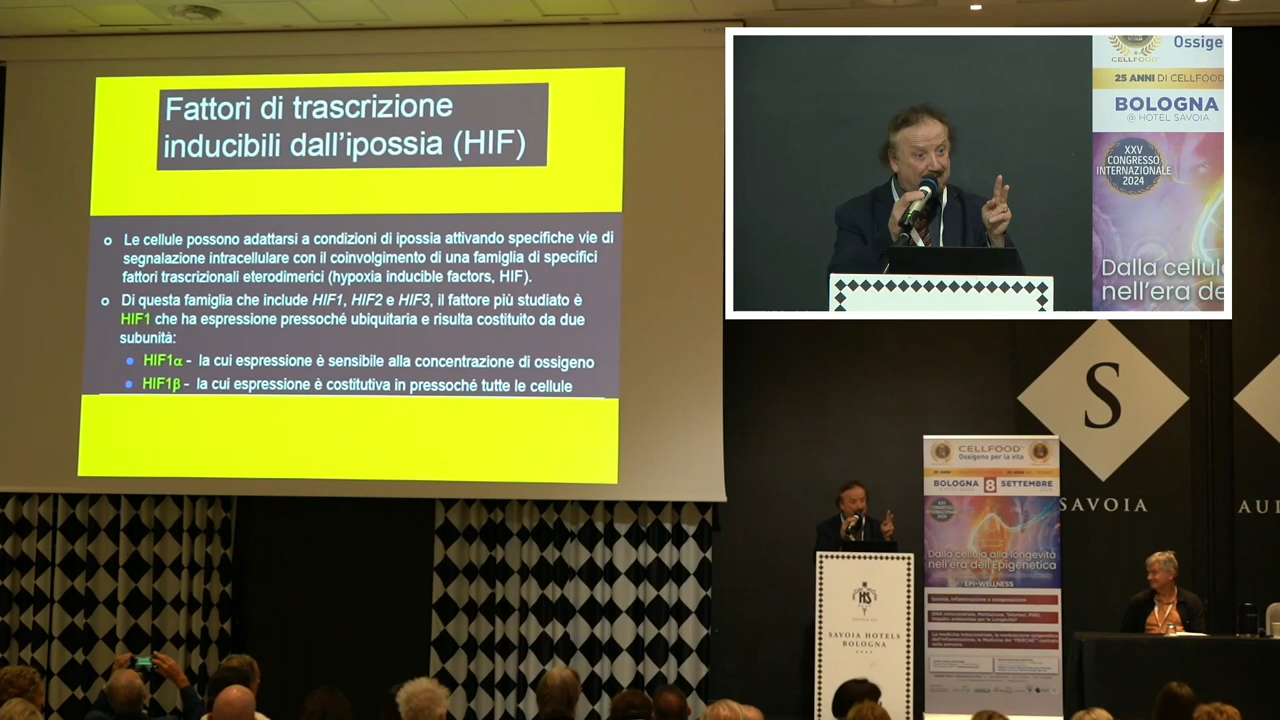 Fattori di trascrizione
inducibili dall'ipossia (HIF)
Le cellule possono adattarsi a condizioni di ipossia attivando specifiche vie di
segnalazione intracellulare con il coinvolgimento di una famiglia di specifici
fattori trascrizionali eterodimerici (hypoxia inducible factors, HIF).
Di questa famiglia che include HIF1, HIF2 e HIF3, il fattore più studiato è
HIF1 che ha espressione pressoché ubiquitaria e risulta costituito da due
subunità:
HIF1α - la cui espressione è sensibile alla concentrazione di ossigeno
HIF1β - la cui espressione è costitutiva in pressoché tutte le cellule
CELLFOOD
Ossige
25 ANNI DI CELLFOOD
BOLOGNA
@ HOTEL SAVOIA
XXV
CONGRESSO
INTERNAZIONALE
2024
Dalla cellul
nell'era de
S
SAVOIA
AUD
CELLFOOD
Ossigeno per la vita
BOLOGNA 8 SETTEMBRE
Dalla cellula alla longevità
nell'era dell'Epigenetica
EPI-WELLNESS
HS
SAVOIA HOTELS
BOLOGNA